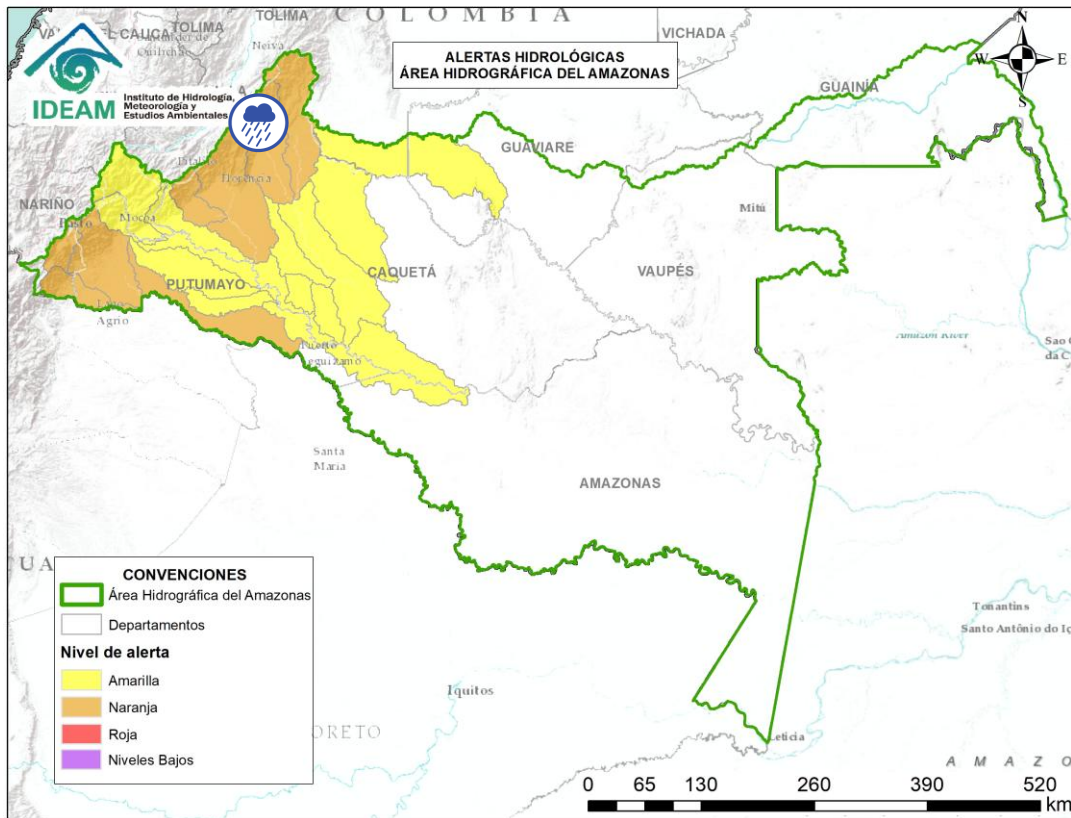 COLOMBIA
TOLIMA
TOLIMA
VICHADA
Neiva
ALERTAS HIDROLÓGICAS
ÁREA HIDROGRÁFICA DEL AMAZONAS
N
W
E
S
GUAINÍA
IDEAM
Instituto de Hidrología,
Meteorología y
Estudios Ambientales
GUAVIARE
NARIÑO
Mocoa
Mitú
CAQUETÁ
VAUPÉS
PUTUMAYO
Agrio
Amazon River
Santa
Maria
AMAZONAS
CONVENCIONES
Área Hidrográfica del Amazonas
Departamentos
Nivel de alerta
Amarilla
Naranja
Roja
Niveles Bajos
Tonantins
Santo Antônio do Iç
Iquitos
ORETO
Leticia
AMAZO
0 65 130 260 390 520
km